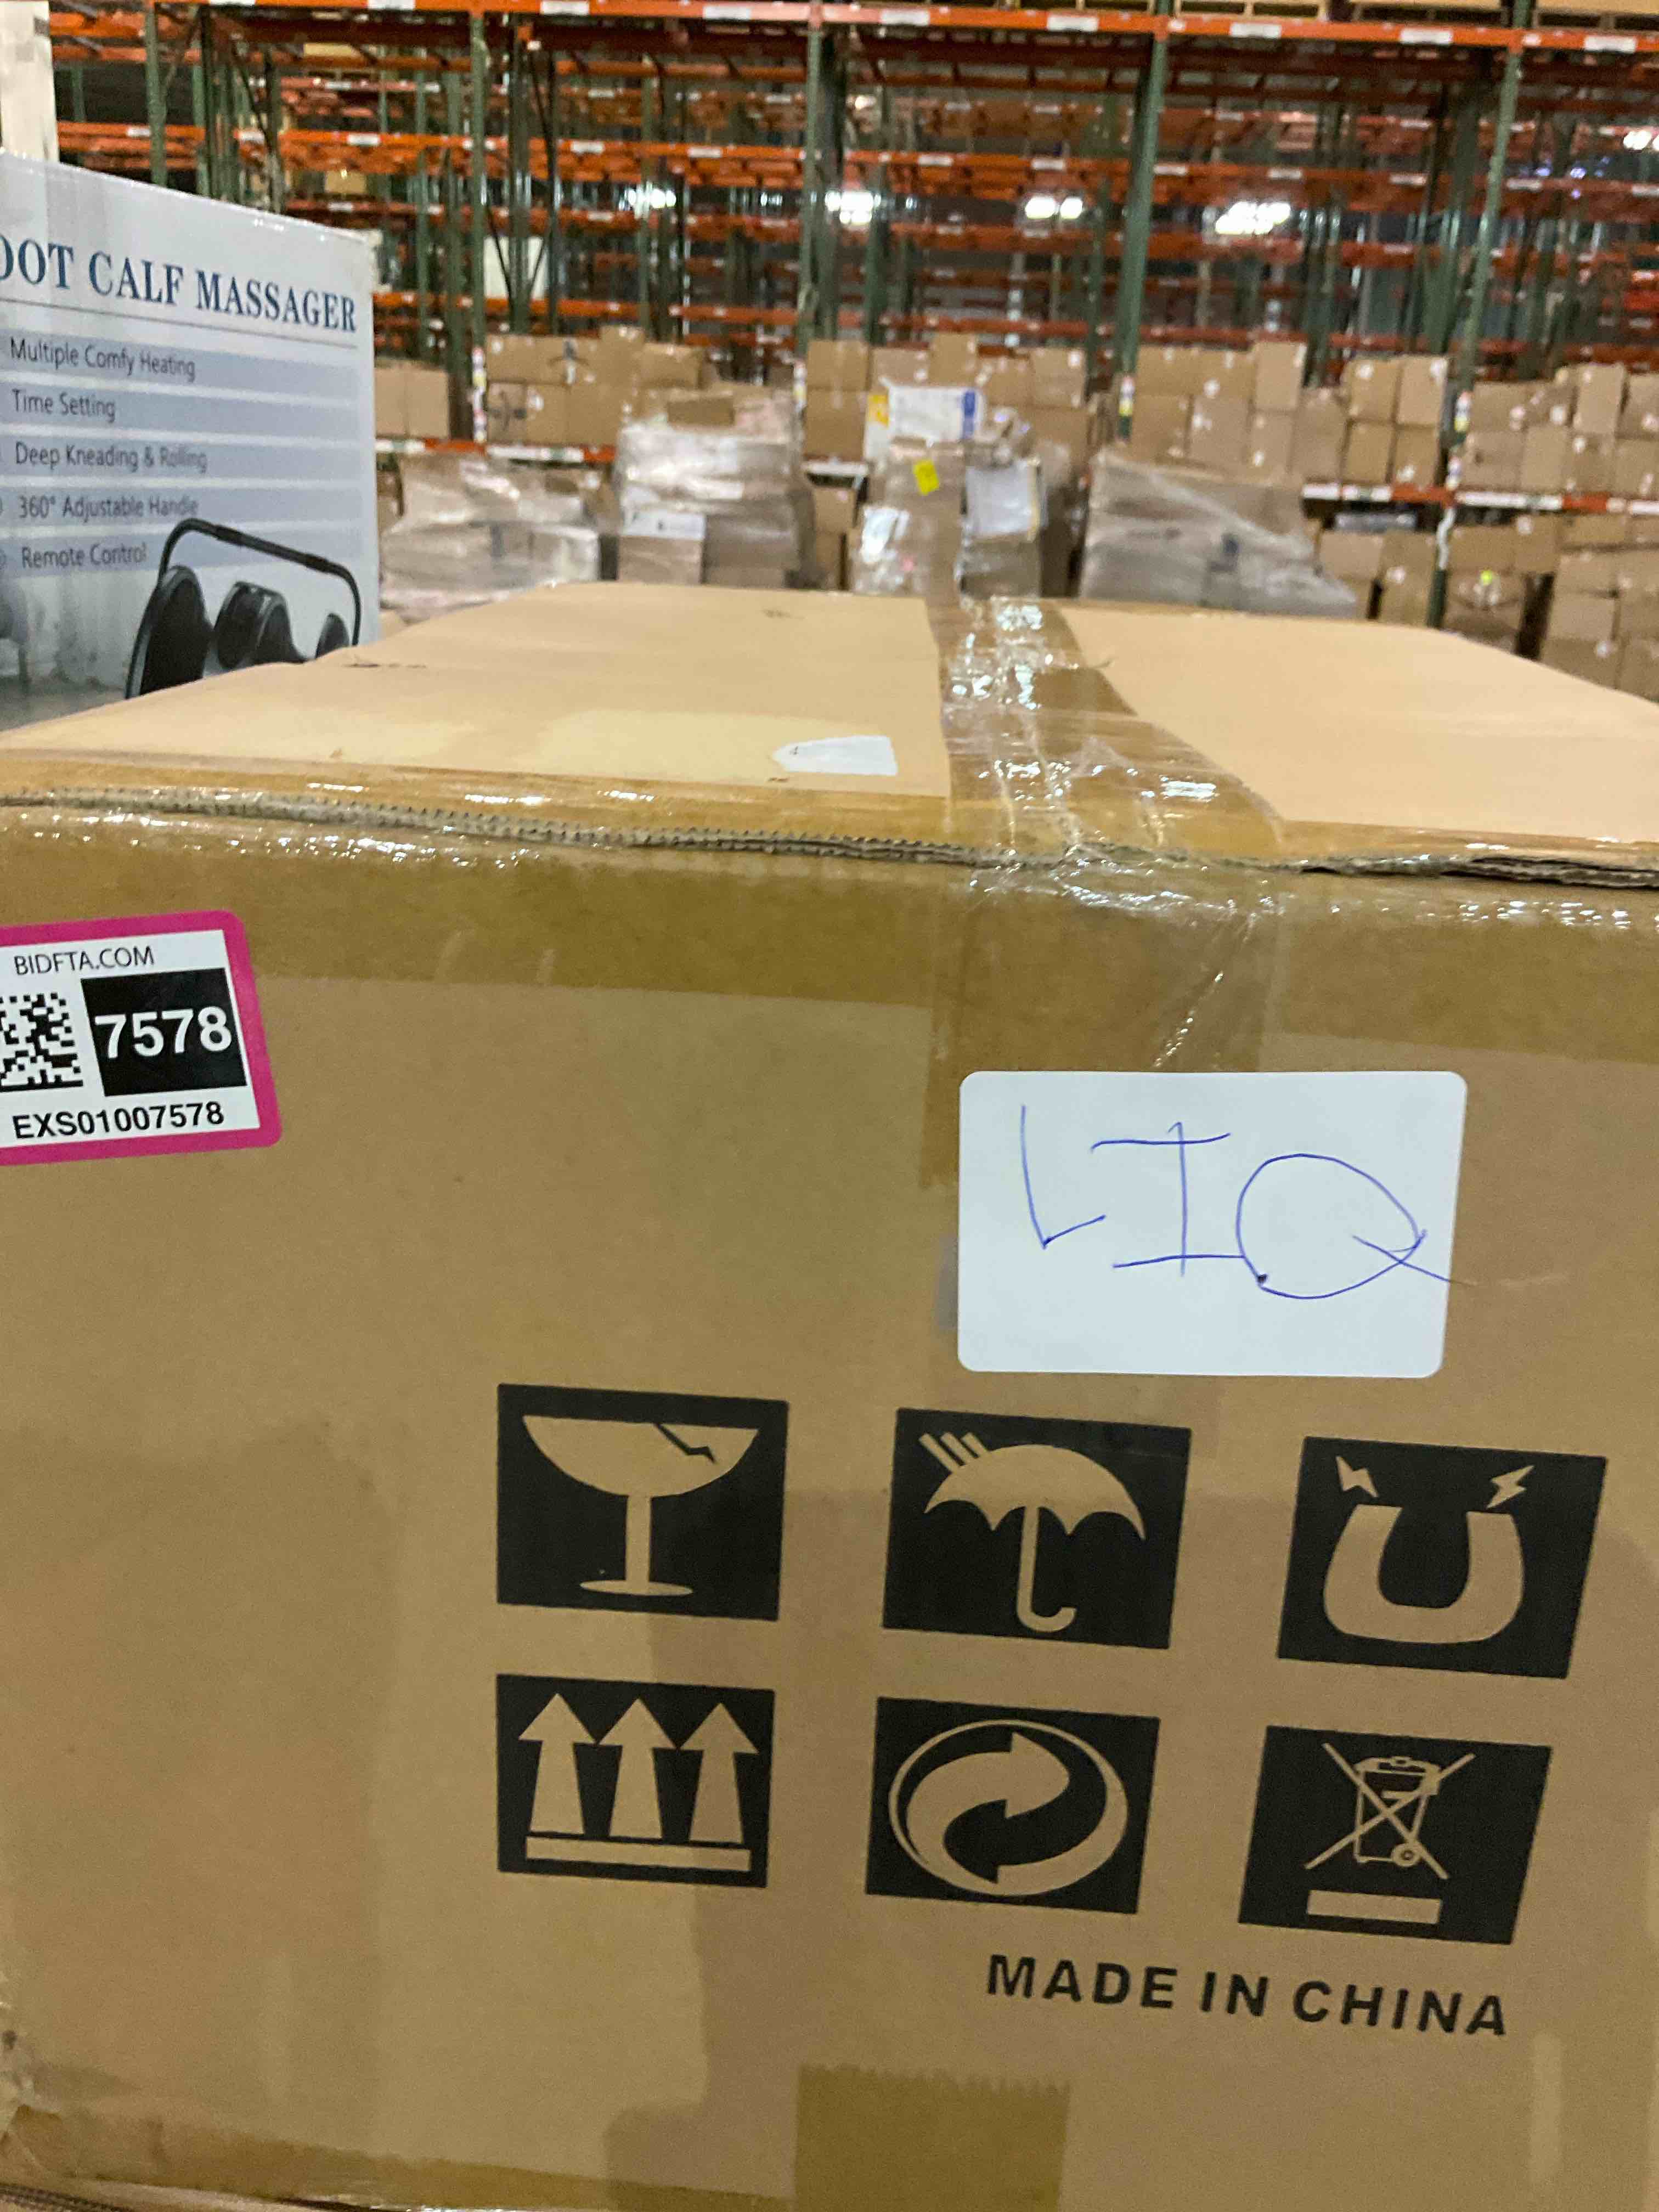 OOT CALF MASSAGER
Multiple Comfy Heating
Time Setting
Deep Kneading & Rolling
360° Adjustable Handle
Remote Control
BIDFTA.COM
7578
EXS01007578
LIQ
MADE IN CHINA